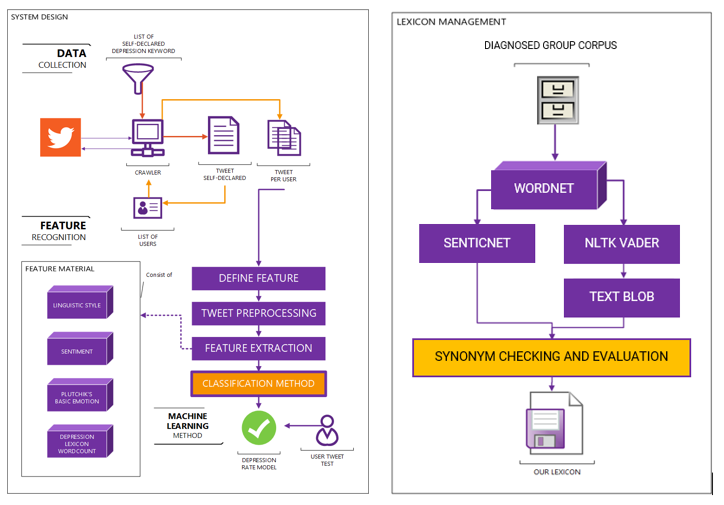 SYSTEM DESIGN
LIST OF
SELF-DECLARED
DEPRESSION KEYWORD
DATA
COLLECTION
CRAWLER
TWEET
SELF-DECLARED
TWEET
PER USER
FEATURE
RECOGNITION
LIST OF
USERS
FEATURE MATERIAL
Consist of
LINGUISTIC STYLE
SENTIMENT
PLUTCHIK'S
BASIC EMOTION
DEPRESSION
LEXICON
WORDCOUNT
DEFINE FEATURE
TWEET PREPROCESSING
FEATURE EXTRACTION
CLASSIFICATION METHOD
MACHINE
LEARNING
METHOD
DEPRESSION
RATE MODEL
USER TWEET
TEST
LEXICON MANAGEMENT
DIAGNOSED GROUP CORPUS
WORDNET
SENTICNET
NLTK VADER
TEXT BLOB
SYNONYM CHECKING AND EVALUATION
OUR LEXICON